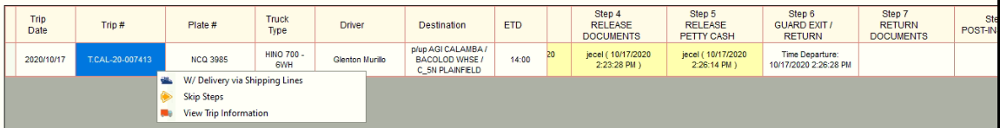 Trip Date
Trip #
Plate #
Truck Type
Driver
Destination
ETD
Step 4 RELEASE DOCUMENTS
Step 5 RELEASE PETTY CASH
Step 6 GUARD EXIT / RETURN
Step 7 RETURN DOCUMENTS
Ste POST-IN
2020/10/17
T.CAL-20-007413
NCQ 3985
HINO 700 - 6WH
Glenton Murillo
p/up AGI CALAMBA / BACOLOD WHSE / C_5N PLAINFIELD
14:00
20
jecel ( 10/17/2020 2:23:28 PM )
jecel ( 10/17/2020 2:26:14 PM )
Time Departure: 10/17/2020 2:26:28 PM
W/ Delivery via Shipping Lines
Skip Steps
View Trip Information